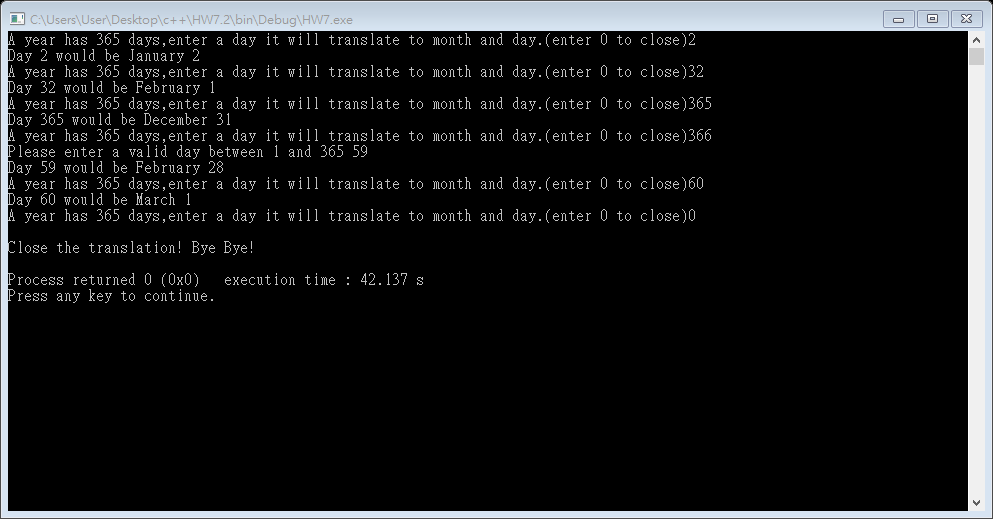 C:\Users\User\Desktop\c++\HW7.2\bin\Debug\HW7.exe
A year has 365 days,enter a day it will translate to month and day.(enter 0 to close)2
Day 2 would be January 2
A year has 365 days,enter a day it will translate to month and day.(enter 0 to close)32
Day 32 would be February 1
A year has 365 days,enter a day it will translate to month and day.(enter 0 to close)365
Day 365 would be December 31
A year has 365 days,enter a day it will translate to month and day.(enter 0 to close)366
Please enter a valid day between 1 and 365 59
Day 59 would be February 28
A year has 365 days,enter a day it will translate to month and day.(enter 0 to close)60
Day 60 would be March 1
A year has 365 days,enter a day it will translate to month and day.(enter 0 to close)0
Close the translation! Bye Bye!
Process returned 0 (0x0)   execution time : 42.137 s
Press any key to continue.